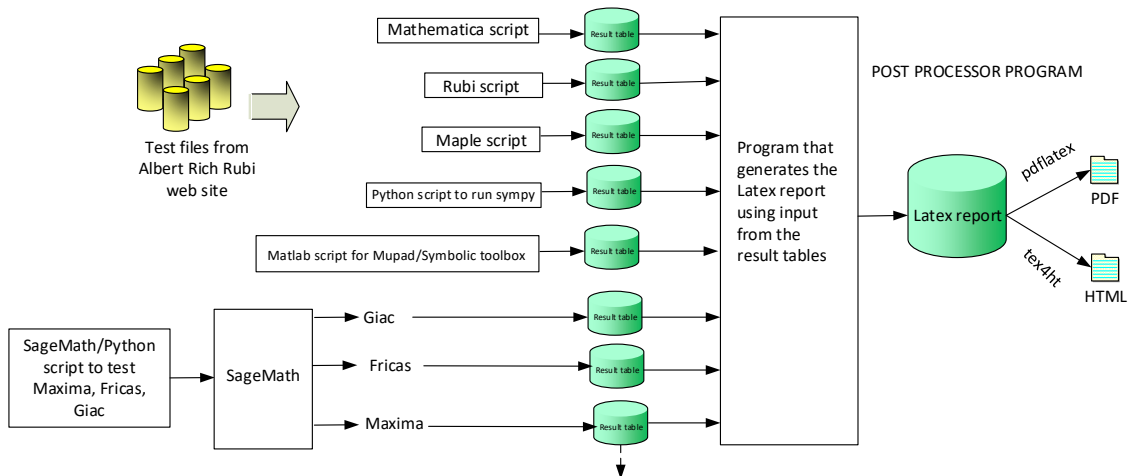 Mathematica script
Result table
Rubi script
Result table
POST PROCESSOR PROGRAM
Test files from
Albert Rich Rubi
web site
Maple script
Result table
Python script to run sympy
Result table
Matlab script for Mupad/Symbolic toolbox
Result table
Program that
generates the
Latex report
using input
from the
result tables
Latex report
pdflatex
PDF
tex4ht
HTML
SageMath/Python
script to test
Maxima, Fricas,
Giac
SageMath
Giac
Result table
Fricas
Result table
Maxima
Result table